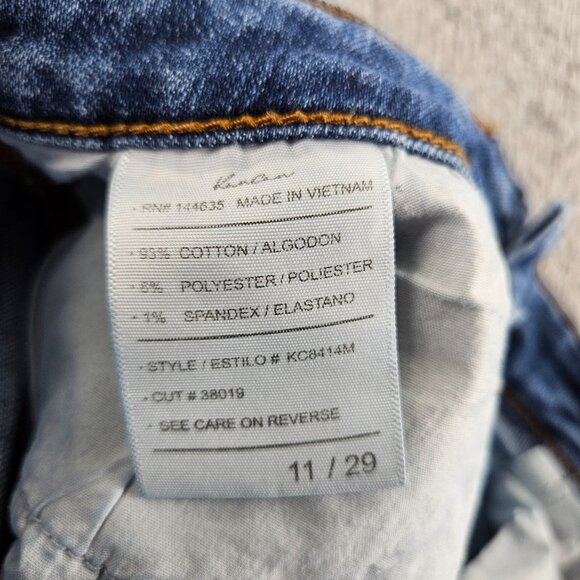 KanCan
RN# 144635 MADE IN VIETNAM
93% COTTON / ALGODON
6% POLYESTER / POLIESTER
1% SPANDEX / ELASTANO
STYLE / ESTILO # KC8414M
CUT # 38019
SEE CARE ON REVERSE
11 / 29